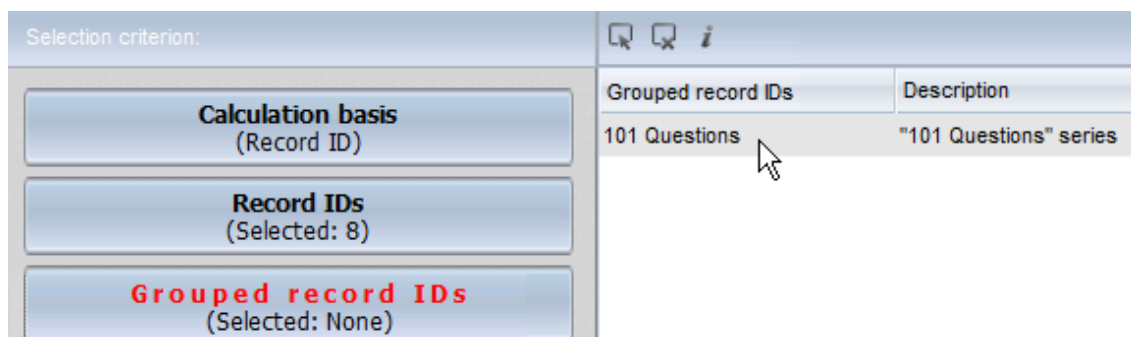 Selection criterion:
Calculation basis
(Record ID)
Record IDs
(Selected: 8)
Grouped record IDs
(Selected: None)
i
Grouped record IDs Description
101 Questions "101 Questions" series